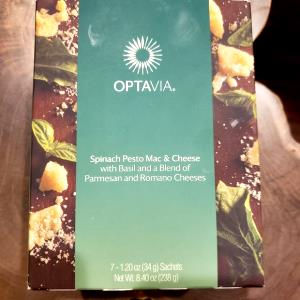 OPTAVIA®
Spinach Pesto Mac & Cheese
with Basil and a Blend of
Parmesan and Romano Cheeses
7 - 1.20 oz (34 g) Sachets
Net Wt. 8.40 oz (238 g)